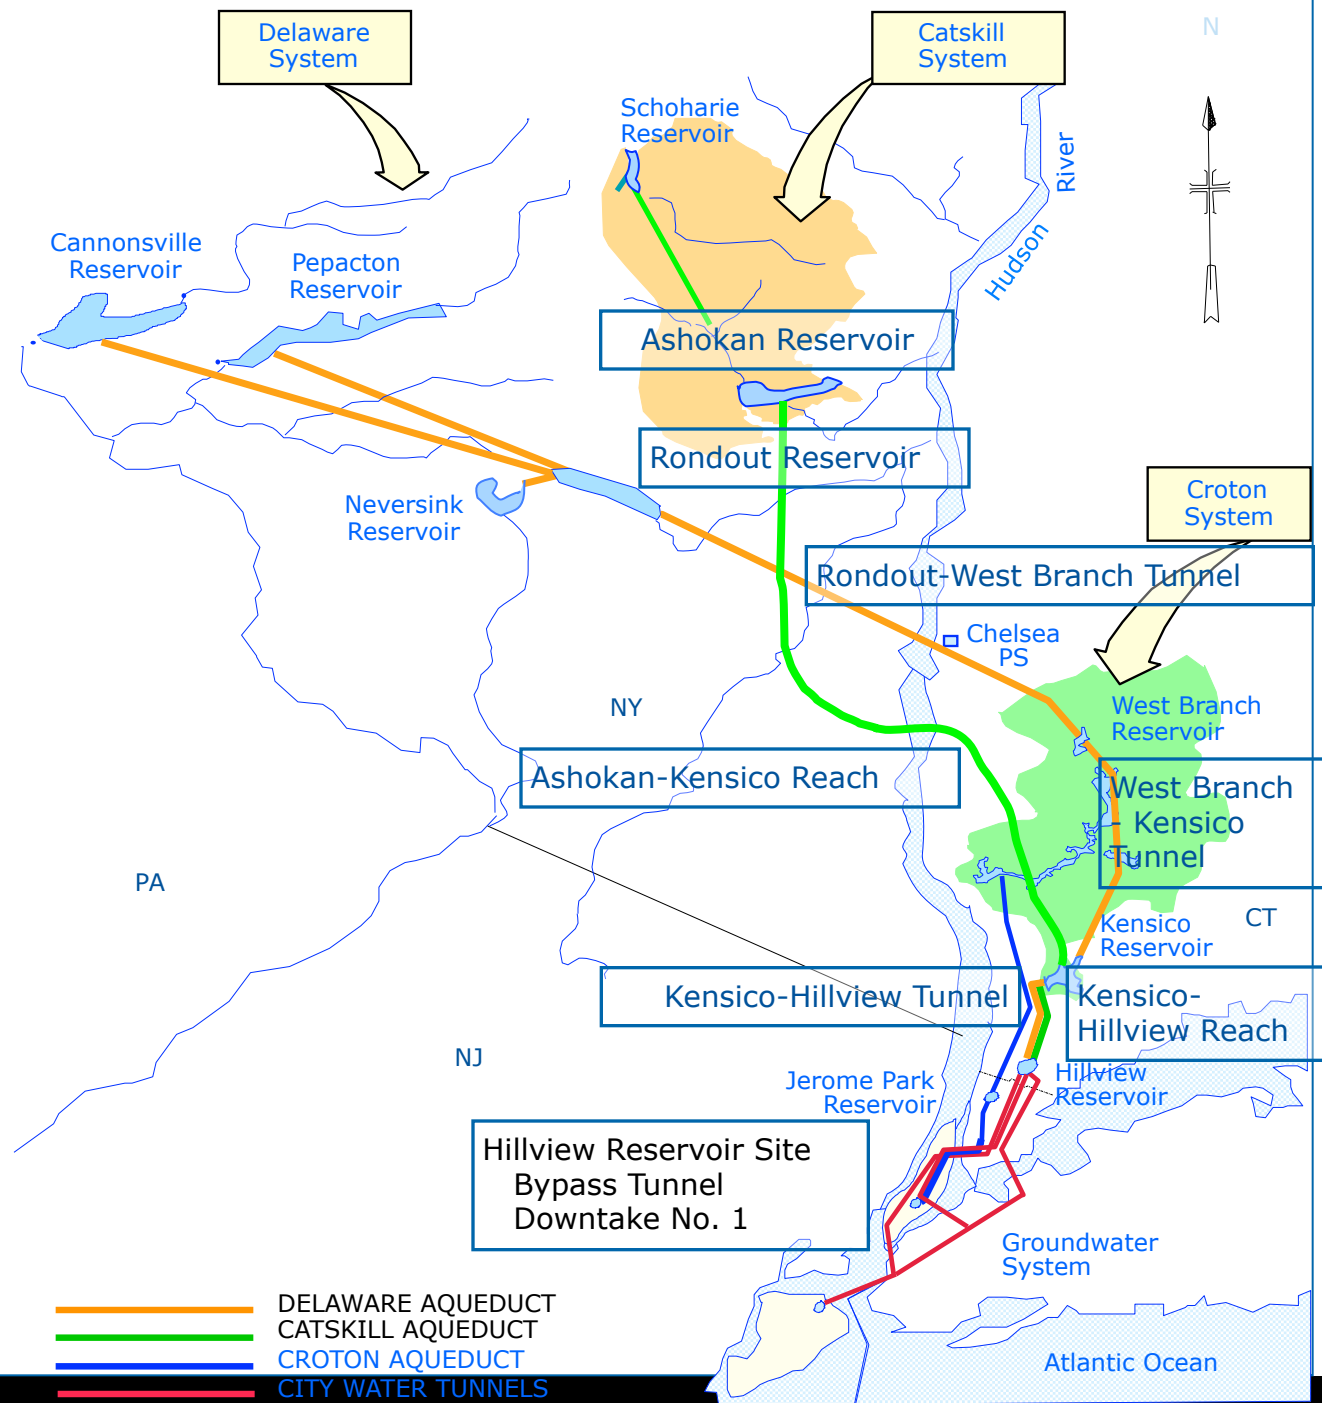 Delaware
System
Catskill
System
N
Schoharie
Reservoir
River
Hudson
Cannonsville
Reservoir
Pepacton
Reservoir
Ashokan Reservoir
Rondout Reservoir
Neversink
Reservoir
Croton
System
Rondout-West Branch Tunnel
Chelsea
PS
NY
West Branch
Reservoir
Ashokan-Kensico Reach
West Branch
- Kensico
Tunnel
PA
Kensico
Reservoir
CT
Kensico-Hillview Tunnel
Kensico-
Hillview Reach
NJ
Jerome Park
Reservoir
Hillview
Reservoir
Hillview Reservoir Site
Bypass Tunnel
Downtake No. 1
Groundwater
System
DELAWARE AQUEDUCT
CATSKILL AQUEDUCT
CROTON AQUEDUCT
CITY WATER TUNNELS
Atlantic Ocean